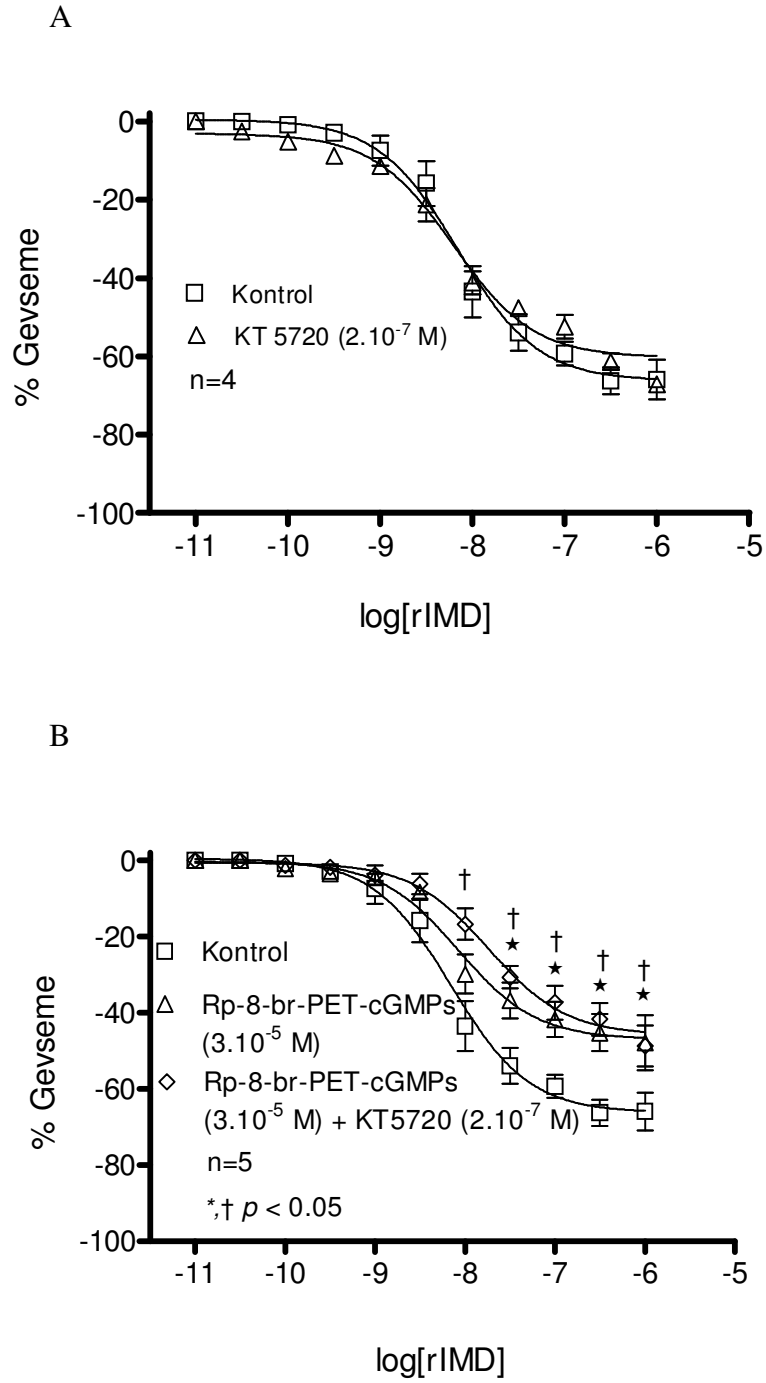 A
0
-20
-40
-60
-80
-100
% Gevseme
Kontrol
KT 5720 (2.10⁻⁷ M)
n=4
-11 -10 -9 -8 -7 -6 -5
log[rIMD]
B
0
-20
-40
-60
-80
-100
% Gevseme
† † † † †
★ ★ ★ ★
Kontrol
Rp-8-br-PET-cGMPs
(3.10⁻⁵ M)
Rp-8-br-PET-cGMPs
(3.10⁻⁵ M) + KT5720 (2.10⁻⁷ M)
n=5
*,† p < 0.05
-11 -10 -9 -8 -7 -6 -5
log[rIMD]